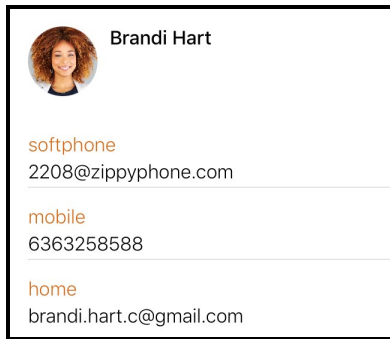 Brandi Hart
softphone
2208@zippyphone.com
mobile
6363258588
home
brandi.hart.c@gmail.com